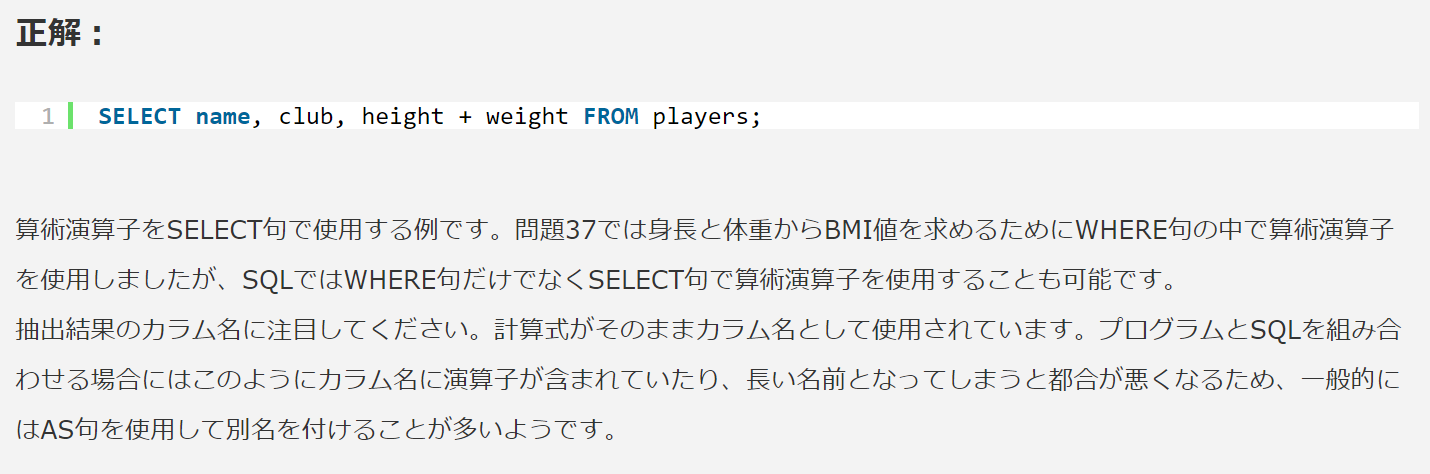 正解：
1 SELECT name, club, height + weight FROM players;
算術演算子をSELECT句で使用する例です。問題37では身長と体重からBMI値を求めるためにWHERE句の中で算術演算子
を使用しましたが、SQLではWHERE句だけでなくSELECT句で算術演算子を使用することも可能です。
抽出結果のカラム名に注目してください。計算式がそのままカラム名として使用されています。プログラムとSQLを組み合
わせる場合にはこのようにカラム名に演算子が含まれていたり、長い名前となってしまうと都合が悪くなるため、一般的に
はAS句を使用して別名を付けることが多いようです。